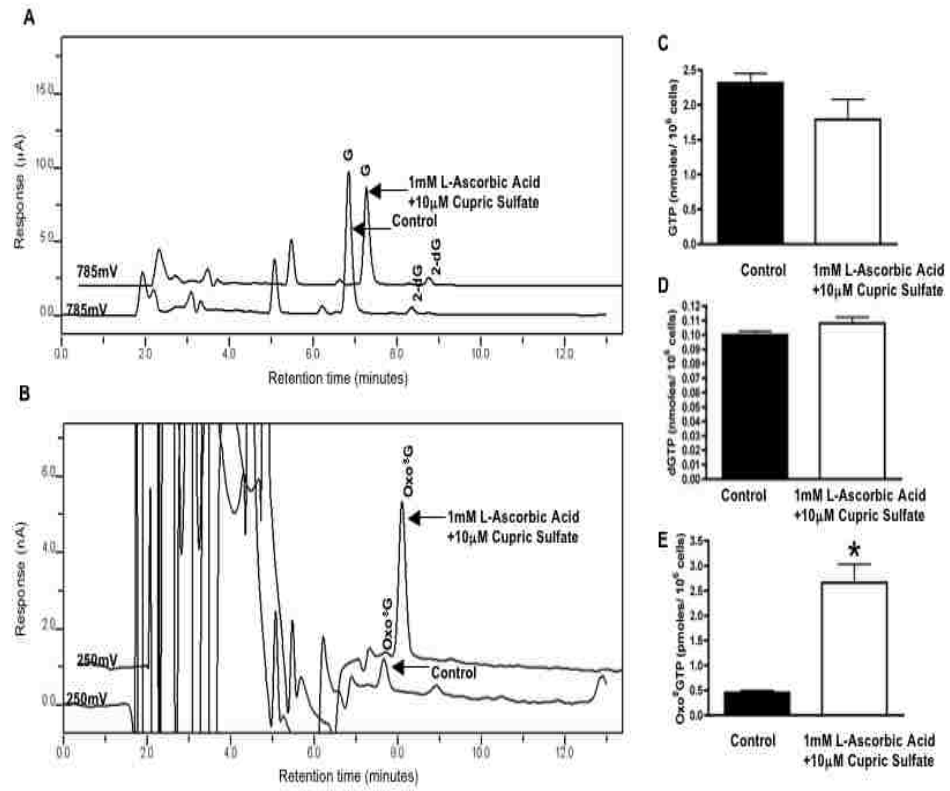 A
Response (μA)
15.0
10.0
5.0
0.0
785mV
785mV
G
G
1mM L-Ascorbic Acid
+10μM Cupric Sulfate
Control
2-dG
2-dG
0.0 2.0 4.0 6.0 8.0 10.0 12.0
Retention time (minutes)
B
Response (nA)
6.0
4.0
2.0
0.0
250mV
250mV
Oxo⁸G
1mM L-Ascorbic Acid
+10μM Cupric Sulfate
Oxo⁸G
Control
0.0 2.0 4.0 6.0 8.0 10.0 12.0
Retention time (minutes)
C
GTP (nmoles/ 10⁶ cells)
2.5
2.0
1.5
1.0
0.5
0.0
Control
1mM L-Ascorbic Acid
+10μM Cupric Sulfate
D
dGTP (nmoles/ 10⁶ cells)
0.12
0.11
0.10
0.09
0.08
0.07
0.06
0.05
0.04
0.03
0.02
0.01
0.00
Control
1mM L-Ascorbic Acid
+10μM Cupric Sulfate
E
Oxo⁸GTP (pmoles/ 10⁶ cells)
3.5
3.0
2.5
2.0
1.5
1.0
0.5
0.0
*
Control
1mM L-Ascorbic Acid
+10μM Cupric Sulfate